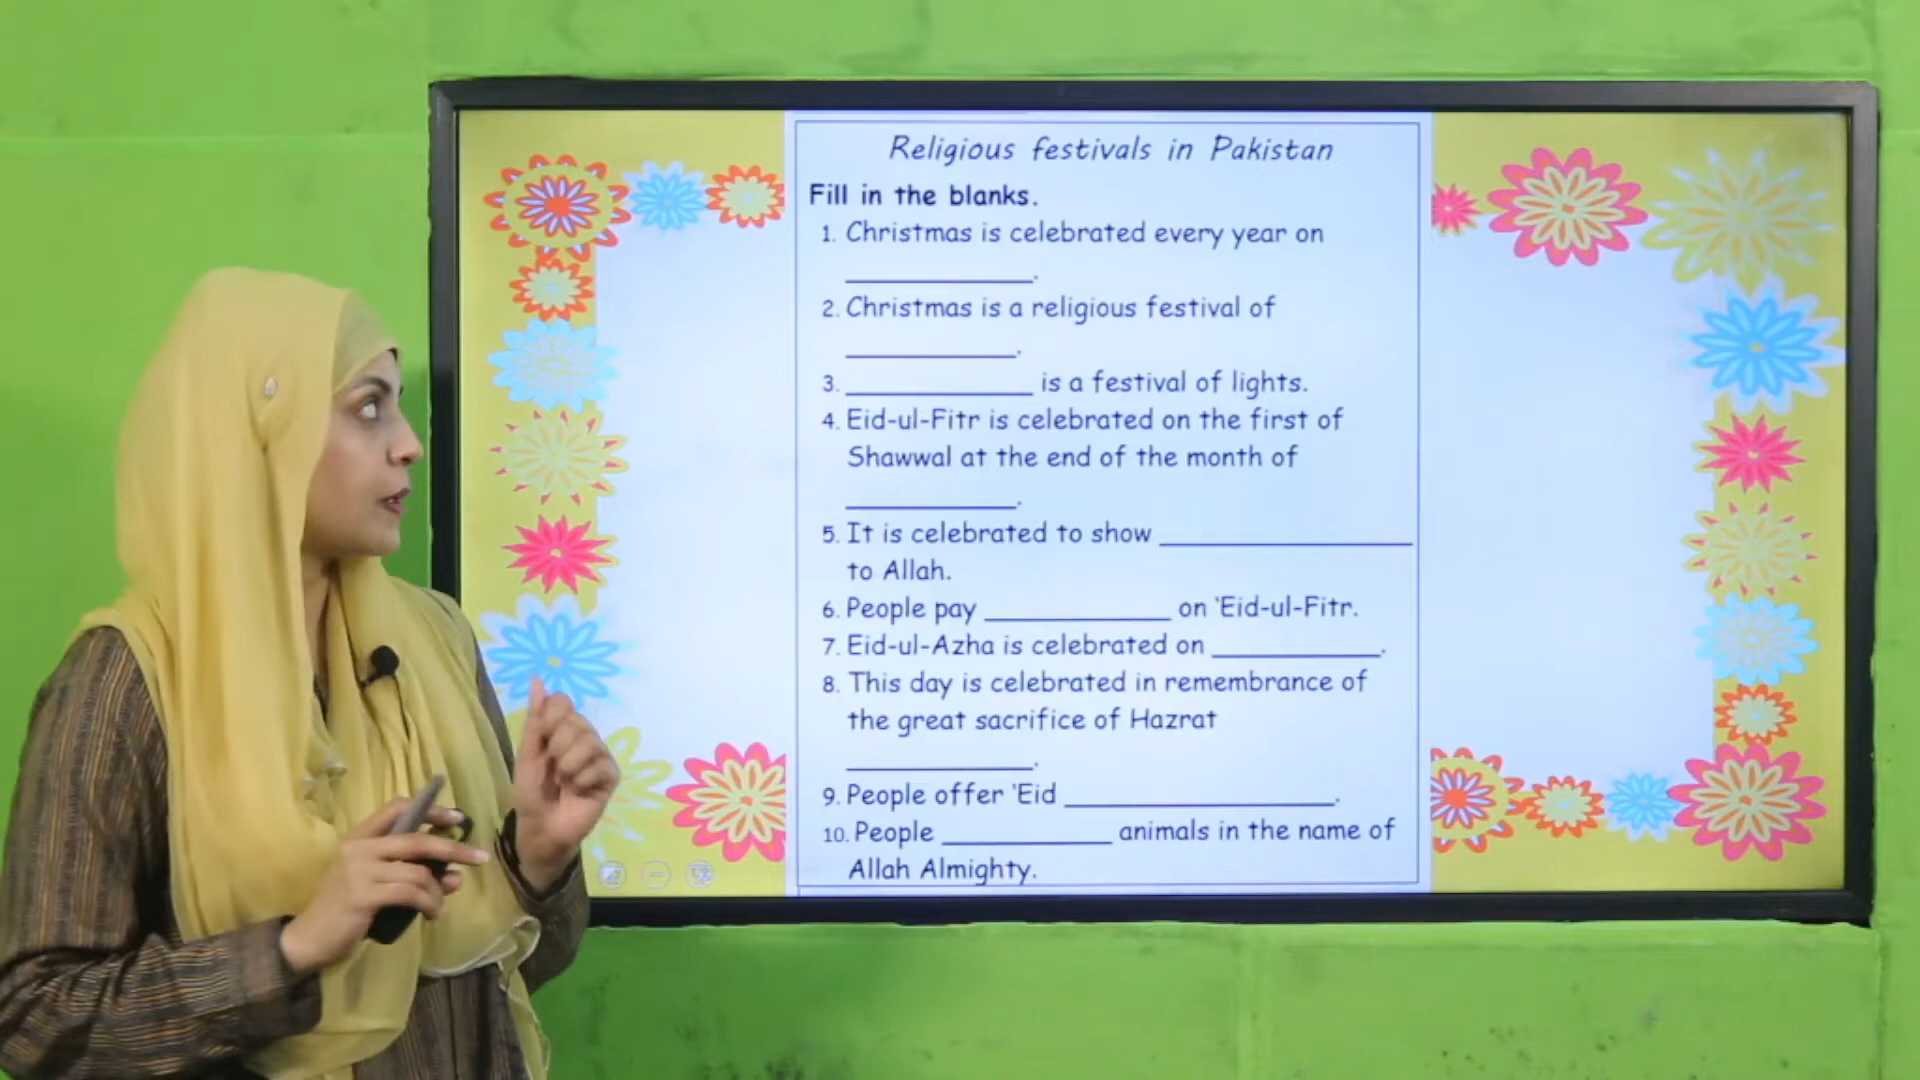 Religious festivals in Pakistan
Fill in the blanks.
1. Christmas is celebrated every year on
____________.
2. Christmas is a religious festival of
___________.
3. ____________ is a festival of lights.
4. Eid-ul-Fitr is celebrated on the first of
Shawwal at the end of the month of
___________.
5. It is celebrated to show ________________
to Allah.
6. People pay ____________ on 'Eid-ul-Fitr.
7. Eid-ul-Azha is celebrated on ___________.
8. This day is celebrated in remembrance of
the great sacrifice of Hazrat
____________.
9. People offer 'Eid _________________.
10. People ___________ animals in the name of
Allah Almighty.